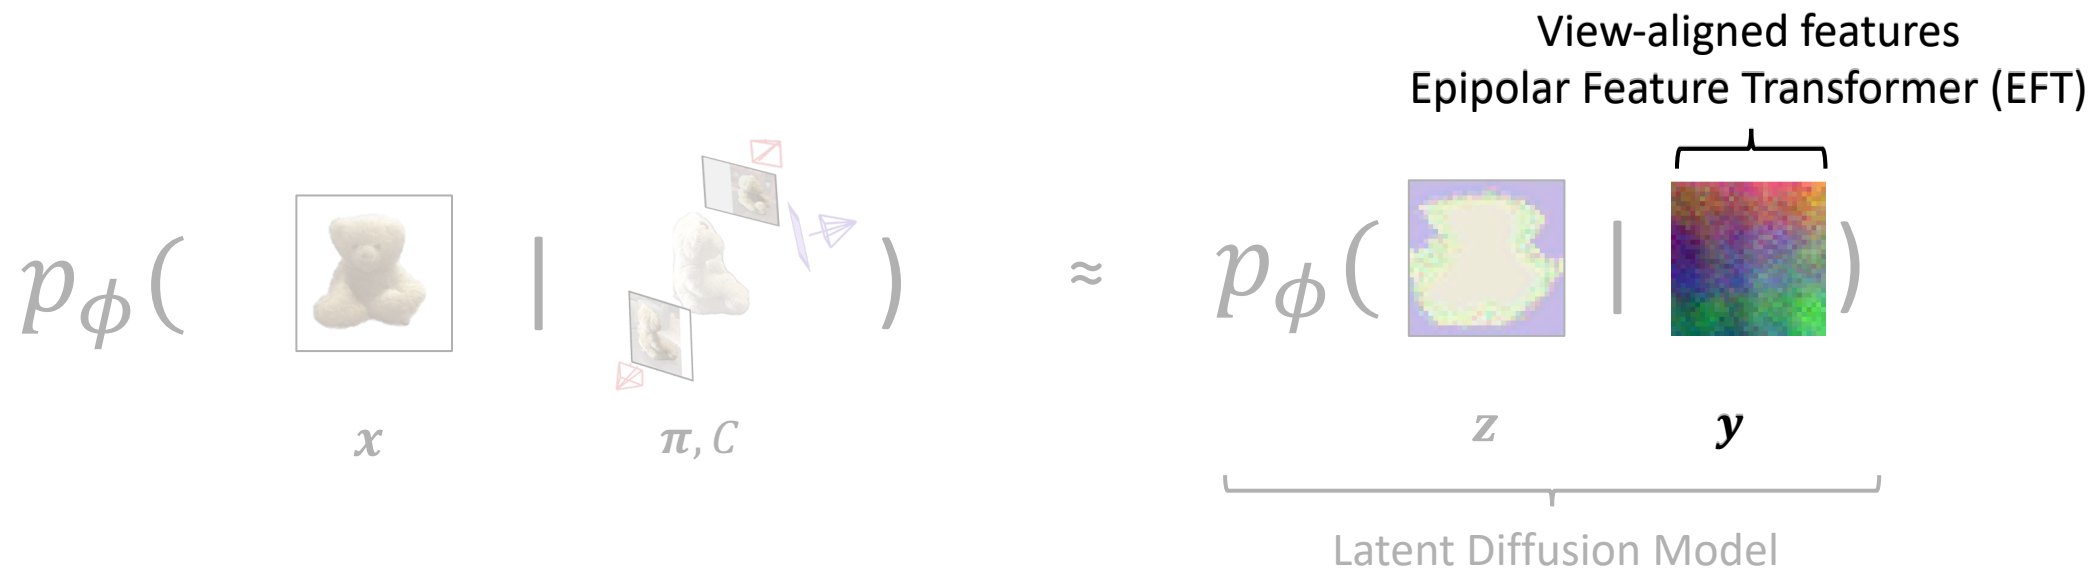 View-aligned features
Epipolar Feature Transformer (EFT)
pϕ( | ) ≈ pϕ( | )
x π, C z y
Latent Diffusion Model